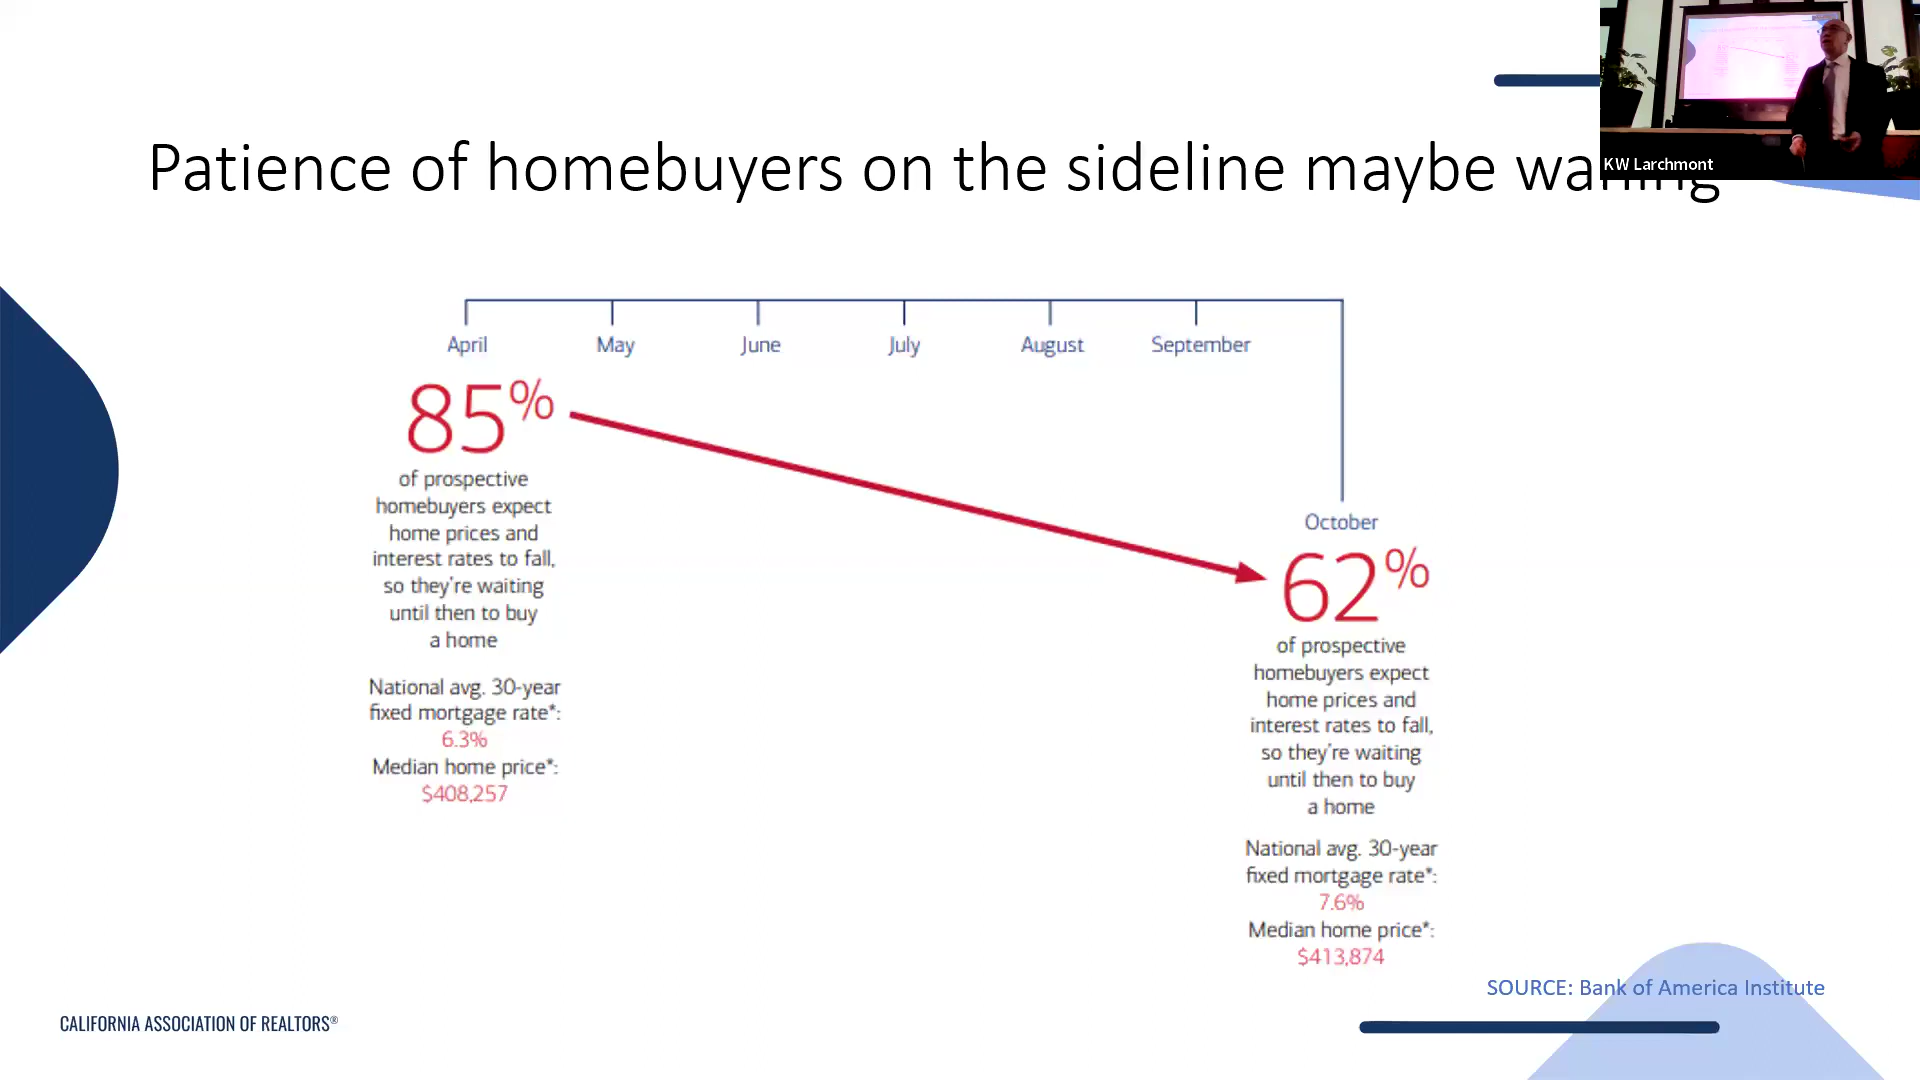 Patience of homebuyers on the sideline maybe
KW Larchmont
April May June July August September
85%
of prospective
homebuyers expect
home prices and
interest rates to fall,
so they're waiting
until then to buy
a home
National avg. 30-year
fixed mortgage rate*:
6.3%
Median home price*:
$408,257
October
62%
of prospective
homebuyers expect
home prices and
interest rates to fall,
so they're waiting
until then to buy
a home
National avg. 30-year
fixed mortgage rate*:
7.6%
Median home price*:
$413,874
SOURCE: Bank of America Institute
CALIFORNIA ASSOCIATION OF REALTORS®